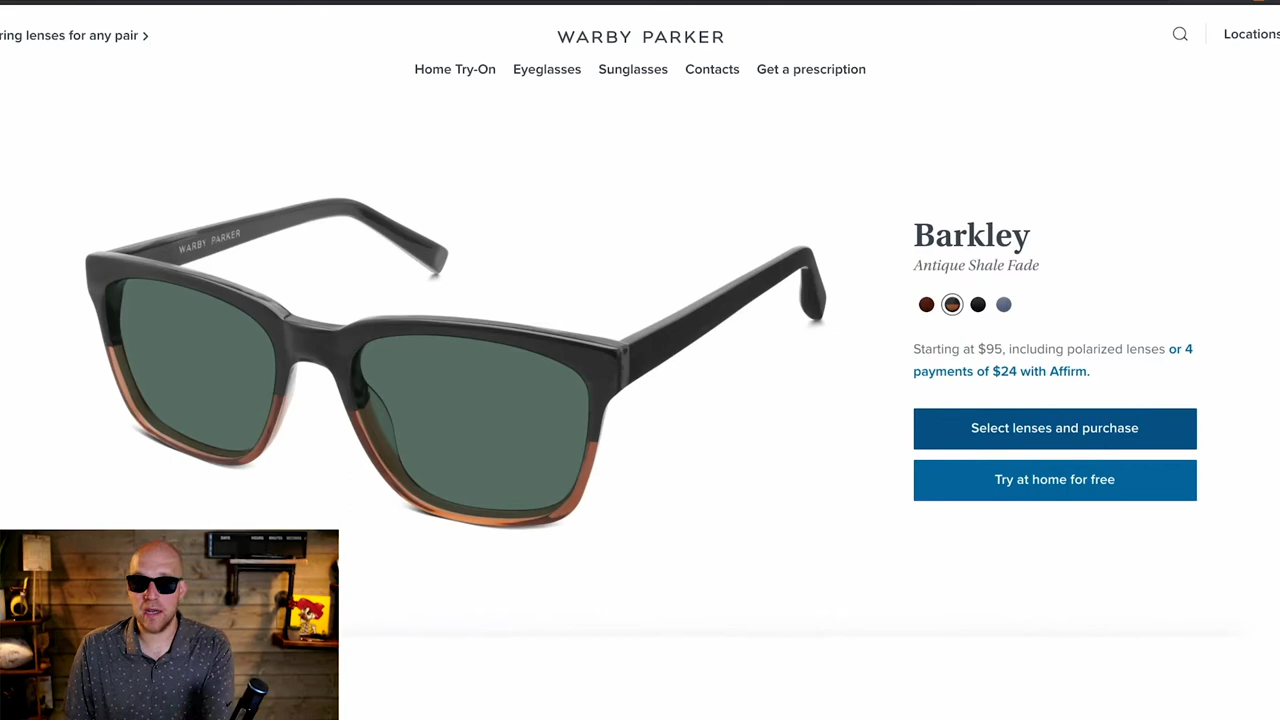 ring lenses for any pair >
WARBY PARKER
Locations
Home Try-On Eyeglasses Sunglasses Contacts Get a prescription
WARBY PARKER
Barkley
Antique Shale Fade
Starting at $95, including polarized lenses or 4
payments of $24 with Affirm.
Select lenses and purchase
Try at home for free